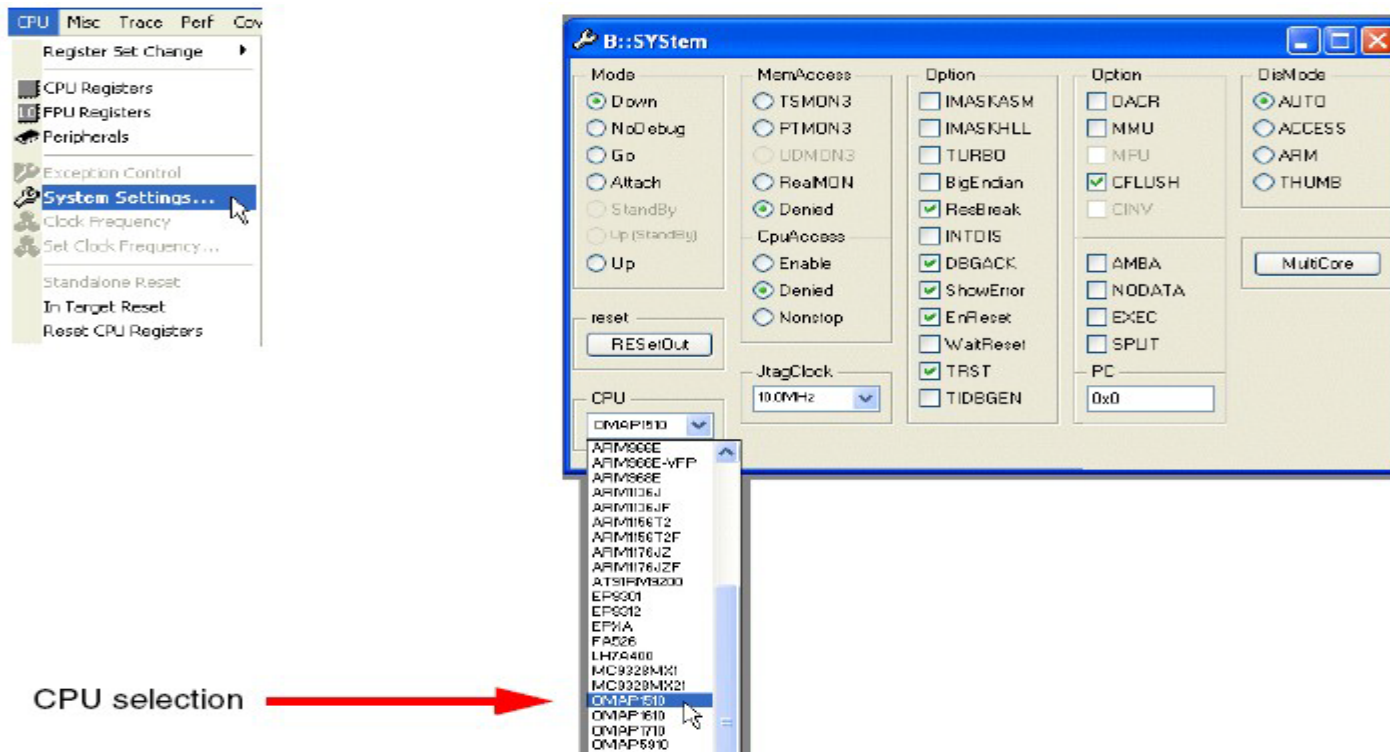 CPU Misc Trace Perf Cov
Register Set Change
CPU Registers
FPU Registers
Peripherals
Exception Control
System Settings...
Clock Frequency
Set Clock Frequency...
Standalone Reset
In Target Reset
Reset CPU Registers
B::SYStem
Mode
Down
NoDebug
Go
Attach
StandBy
Up (StandBy)
Up
reset
RESetOut
CPU
OMAP1510
MemAccess
TSMON3
PTMON3
UDMON3
RealMON
Denied
CpuAccess
Enable
Denied
Nonstop
JtagClock
10.0MHz
Option
IMASKASM
IMASKHLL
TURBO
BigEndian
ResBreak
INTDIS
DBGACK
ShowError
EnReset
WaitReset
TRST
TIDBGEN
Option
DACR
MMU
MPU
CFLUSH
CINV
AMBA
NODATA
EXEC
SPLIT
PC
0x0
DisMode
AUTO
ACCESS
ARM
THUMB
MultiCore
ARM966E
ARM966E-VFP
ARM968E
ARM1136J
ARM1136JF
ARM1156T2
ARM1156T2F
ARM1176JZ
ARM1176JZF
AT91RM9200
EP9301
EP9312
EPXA
FA526
LH7A400
MC9328MX1
MC9328MX21
OMAP1510
OMAP1610
OMAP1710
OMAP5910
CPU selection